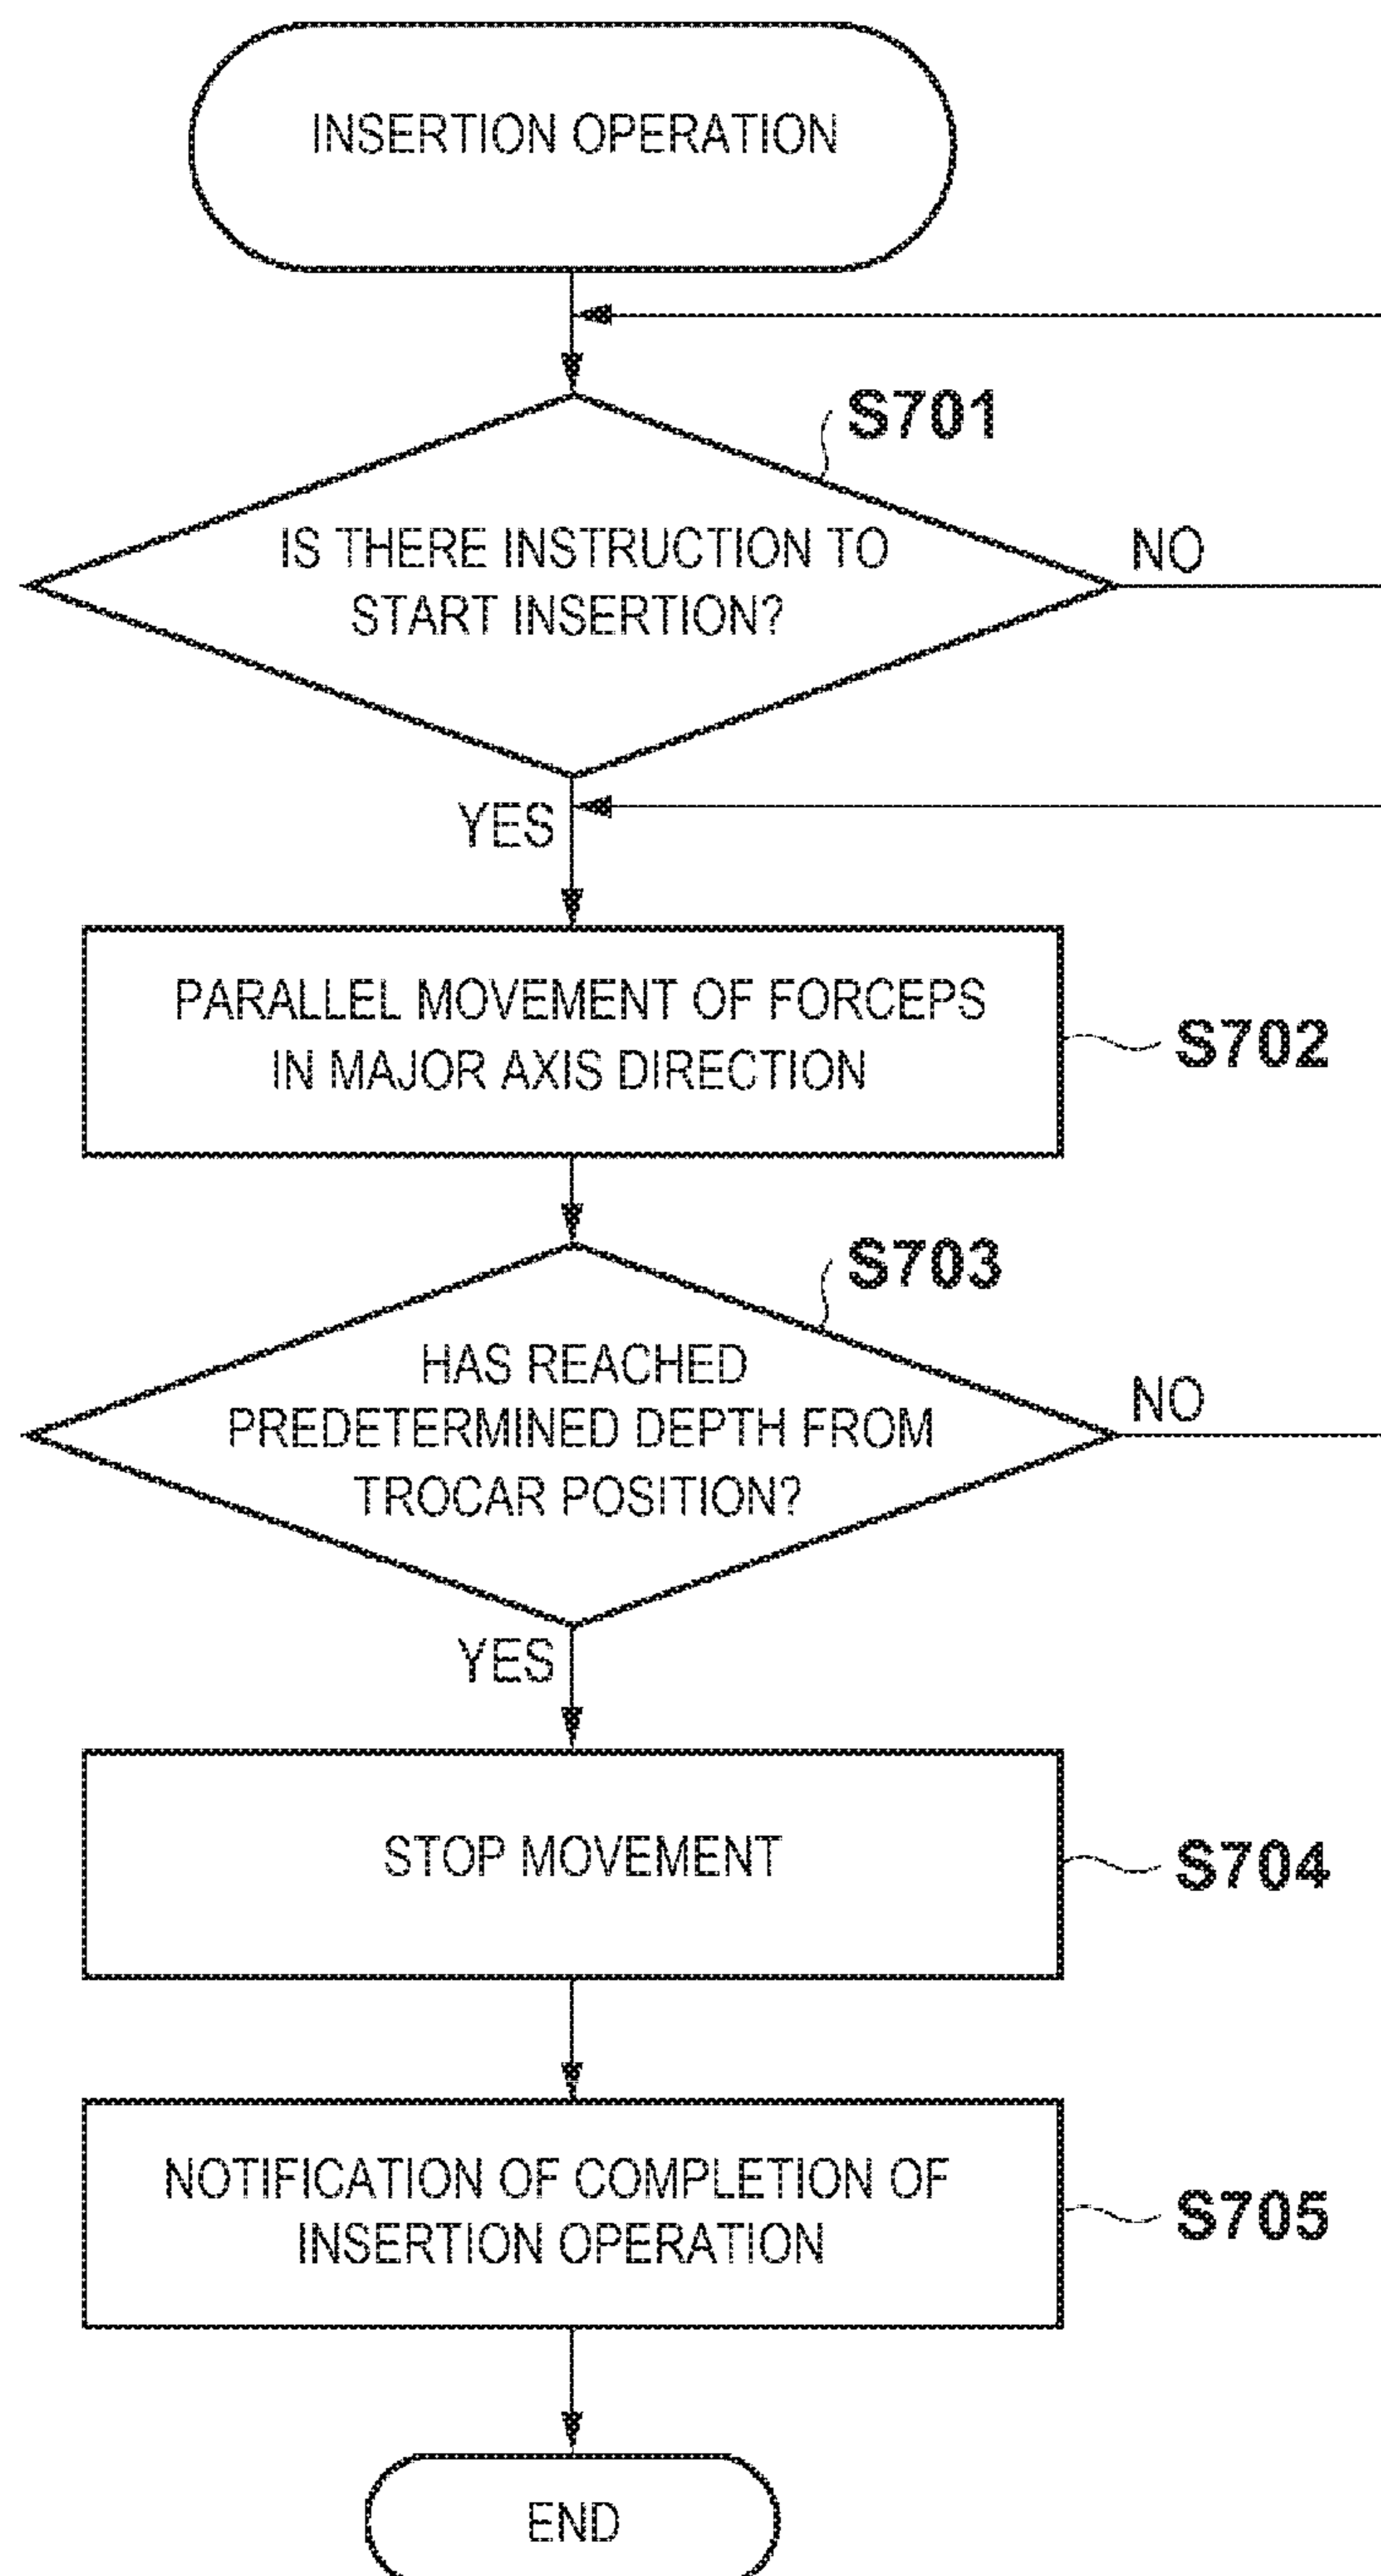 INSERTION OPERATION
S701
IS THERE INSTRUCTION TO
START INSERTION?
NO
YES
PARALLEL MOVEMENT OF FORCEPS
IN MAJOR AXIS DIRECTION
S702
S703
HAS REACHED
PREDETERMINED DEPTH FROM
TROCAR POSITION?
NO
YES
STOP MOVEMENT
S704
NOTIFICATION OF COMPLETION OF
INSERTION OPERATION
S705
END